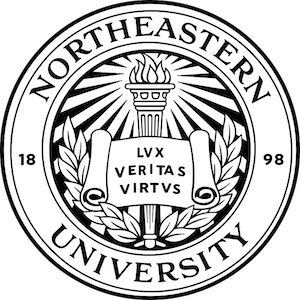 NORTHEASTERN
18 98
LVX
VERITAS
VIRTVS
UNIVERSITY